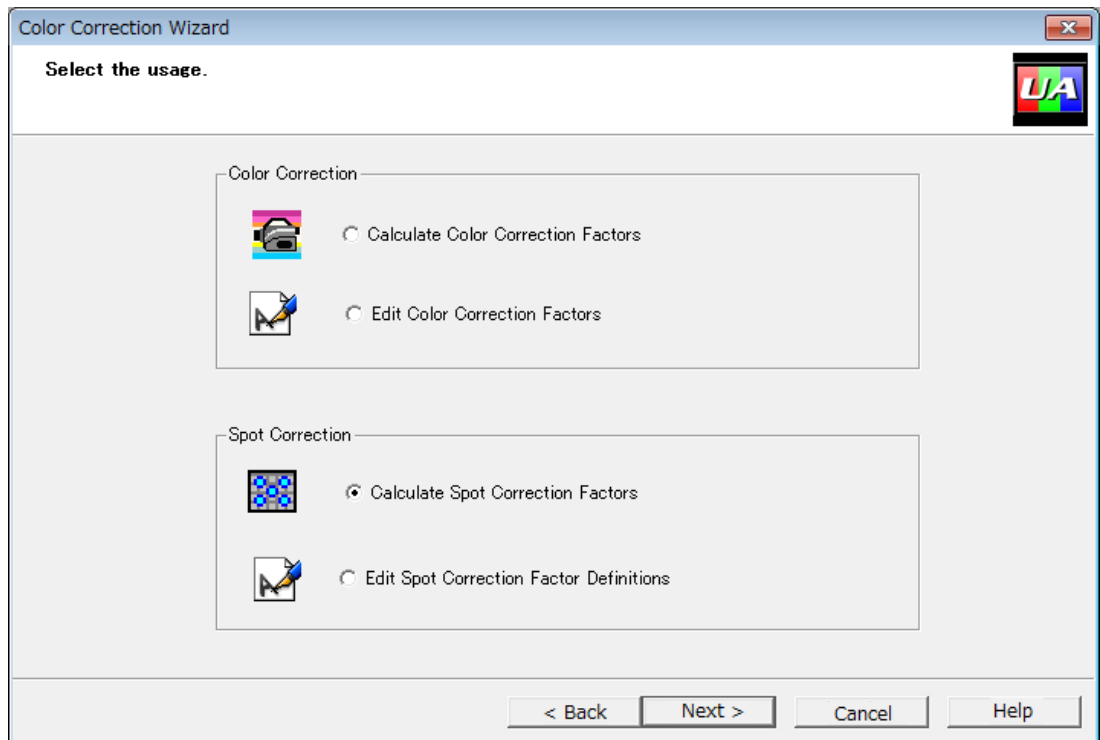 Color Correction Wizard
Select the usage.
UA
Color Correction
Calculate Color Correction Factors
Edit Color Correction Factors
Spot Correction
Calculate Spot Correction Factors
Edit Spot Correction Factor Definitions
< Back Next > Cancel Help